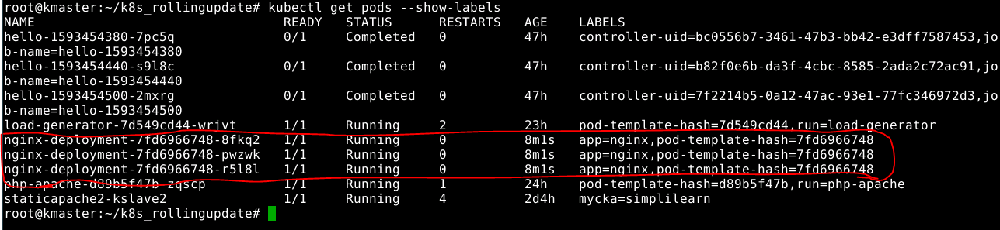 root@kmaster:~/k8s_rollingupdate# kubectl get pods --show-labels
NAME READY STATUS RESTARTS AGE LABELS
hello-1593454380-7pc5q 0/1 Completed 0 47h controller-uid=bc0556b7-3461-47b3-bb42-e3dff7587453,jo
b-name=hello-1593454380
hello-1593454440-s9l8c 0/1 Completed 0 47h controller-uid=b82f0e6b-da3f-4cbc-8585-2ada2c72ac91,jo
b-name=hello-1593454440
hello-1593454500-2mxrg 0/1 Completed 0 47h controller-uid=7f2214b5-0a12-47ac-93e1-77fc346972d3,jo
b-name=hello-1593454500
load-generator-7d549cd44-wrjvt 1/1 Running 2 23h pod-template-hash=7d549cd44,run=load-generator
nginx-deployment-7fd6966748-8fkq2 1/1 Running 0 8m1s app=nginx,pod-template-hash=7fd6966748
nginx-deployment-7fd6966748-pwzwk 1/1 Running 0 8m1s app=nginx,pod-template-hash=7fd6966748
nginx-deployment-7fd6966748-r5l8l 1/1 Running 0 8m1s app=nginx,pod-template-hash=7fd6966748
php-apache-d89b5f47b-zqscp 1/1 Running 1 24h pod-template-hash=d89b5f47b,run=php-apache
staticapache2-kslave2 1/1 Running 4 2d4h mycka=simplilearn
root@kmaster:~/k8s_rollingupdate#